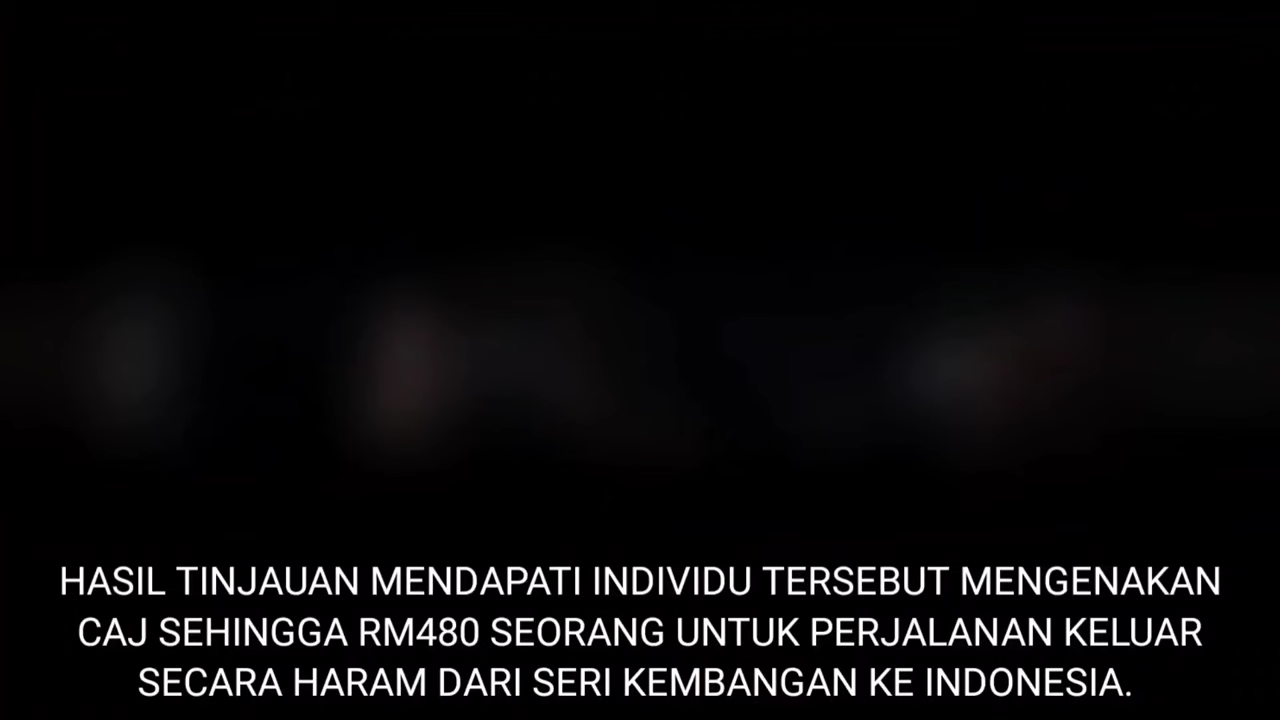 HASIL TINJAUAN MENDAPATI INDIVIDU TERSEBUT MENGENAKAN
CAJ SEHINGGA RM480 SEORANG UNTUK PERJALANAN KELUAR
SECARA HARAM DARI SERI KEMBANGAN KE INDONESIA.